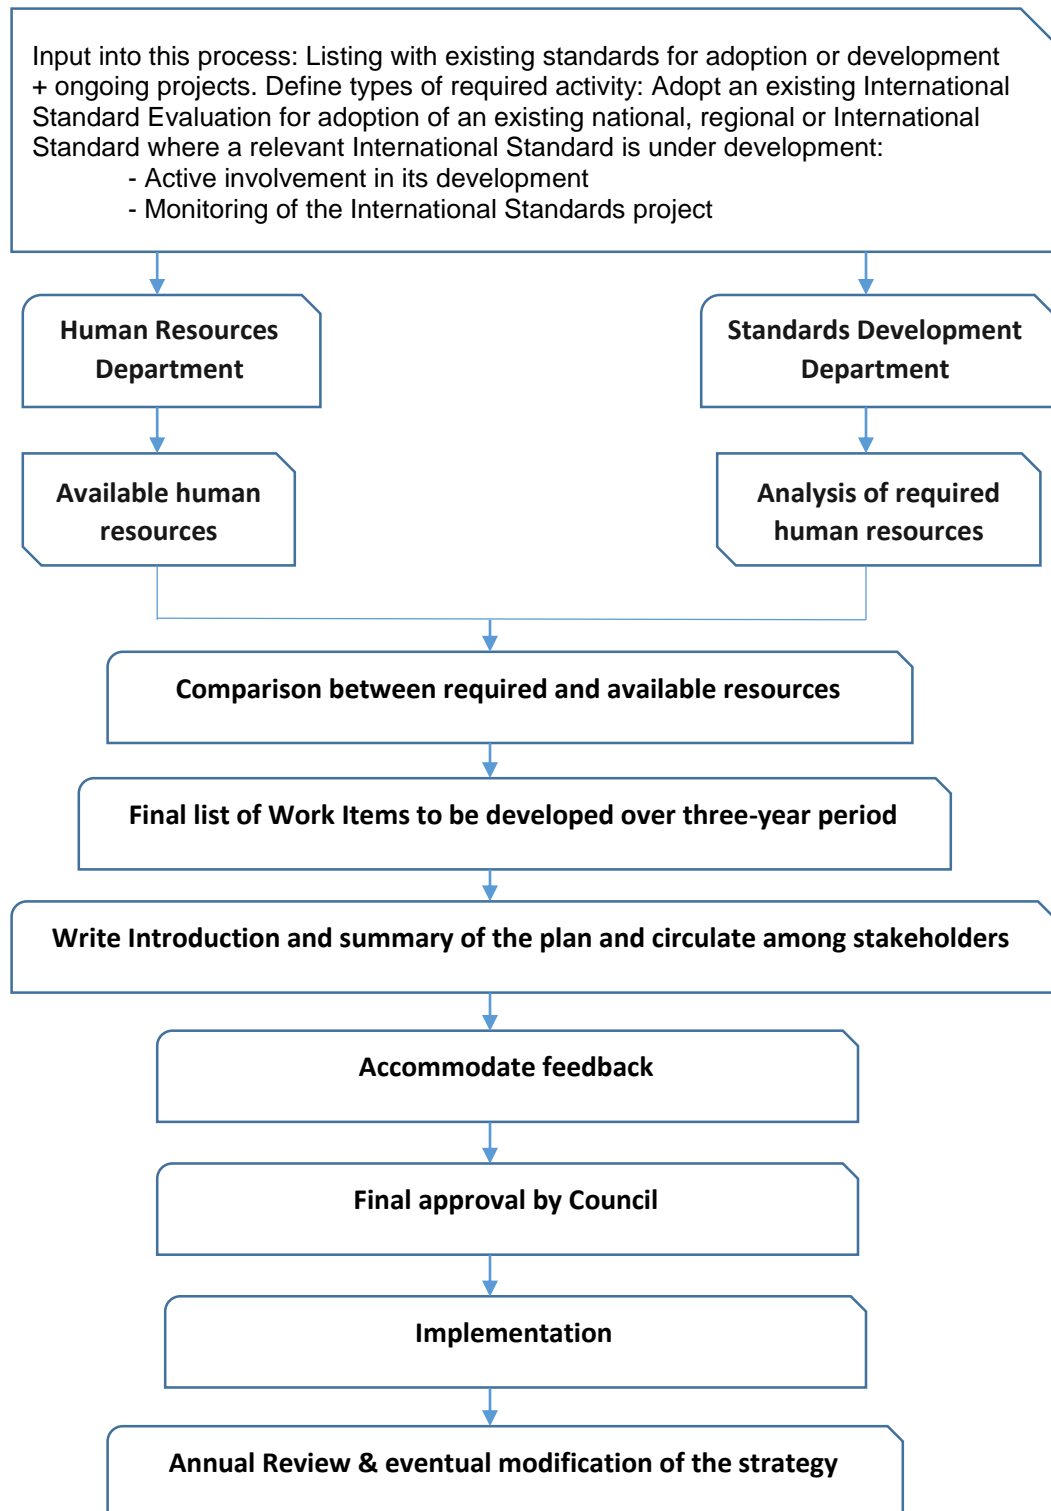 Input into this process: Listing with existing standards for adoption or development
+ ongoing projects. Define types of required activity: Adopt an existing International
Standard Evaluation for adoption of an existing national, regional or International
Standard where a relevant International Standard is under development:
- Active involvement in its development
- Monitoring of the International Standards project
Human Resources
Department
Standards Development
Department
Available human
resources
Analysis of required
human resources
Comparison between required and available resources
Final list of Work Items to be developed over three-year period
Write Introduction and summary of the plan and circulate among stakeholders
Accommodate feedback
Final approval by Council
Implementation
Annual Review & eventual modification of the strategy